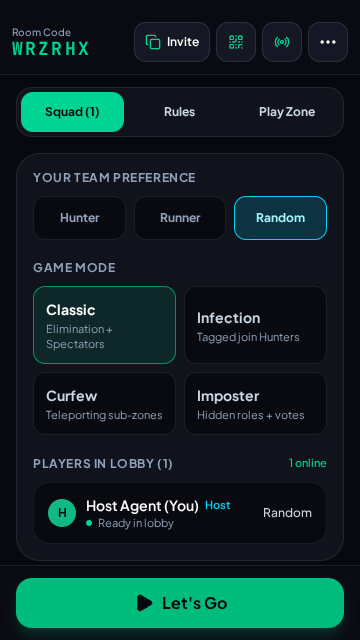 Room Code
WRZRHX
Invite
Squad (1)
Rules
Play Zone
YOUR TEAM PREFERENCE
Hunter
Runner
Random
GAME MODE
Classic
Elimination +
Spectators
Infection
Tagged join Hunters
Curfew
Teleporting sub-zones
Imposter
Hidden roles + votes
PLAYERS IN LOBBY (1)
1 online
H
Host Agent (You) Host
Ready in lobby
Random
Let's Go